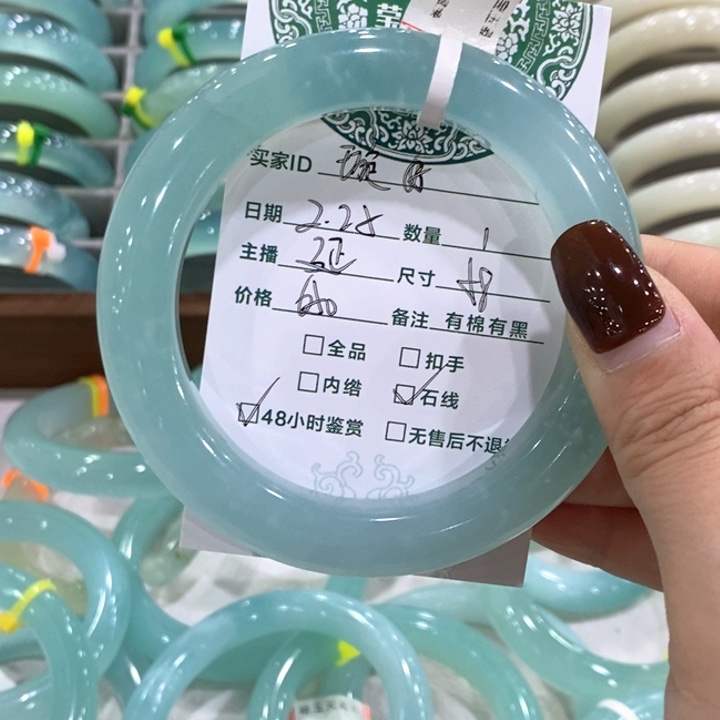 买家ID
日期 2.28 数量 1
主播 尺寸 48
价格 备注 有棉有黑
全品 扣手
内绺 石线
48小时鉴赏 无售后不退